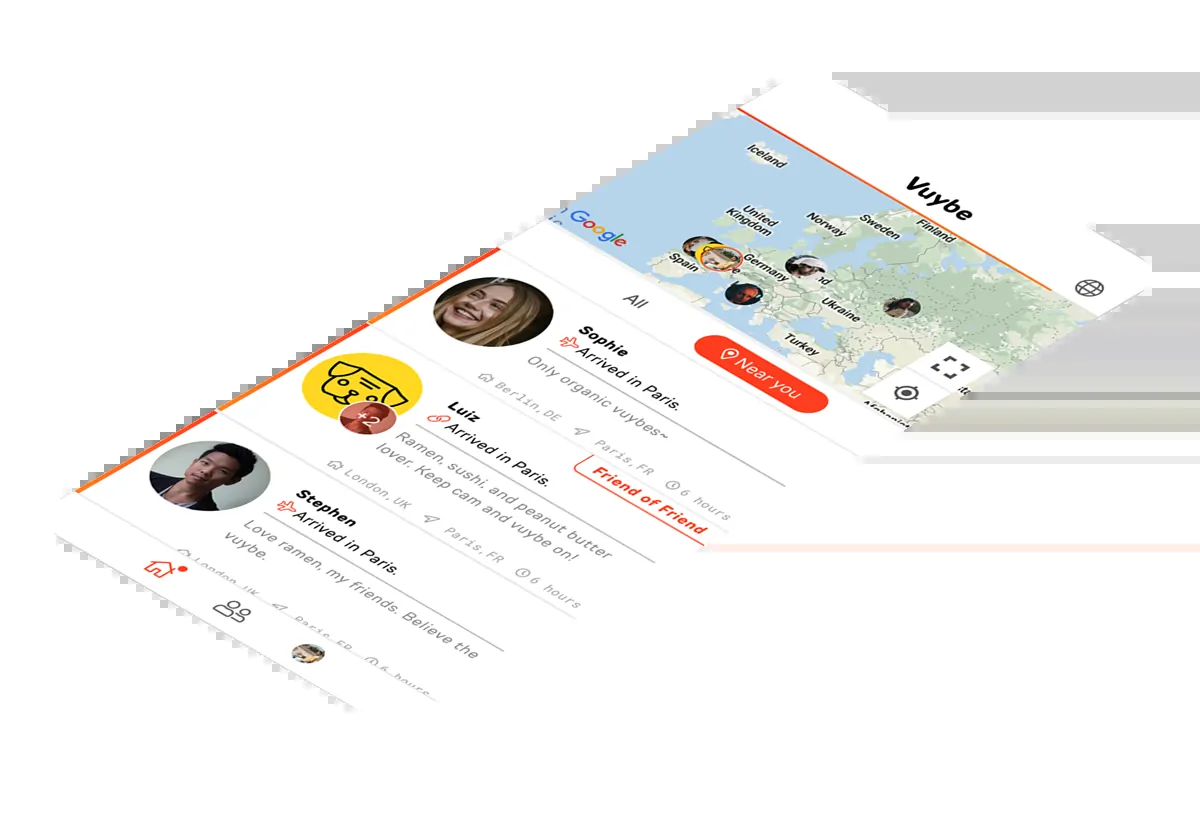 Vuybe
Iceland
United
Kingdom
Norway
Sweden
Finland
Google
Spain
Germany
Ukraine
Turkey
All
Near you
Sophie
Arrived in Paris.
Only organic vuybes~
Berlin,DE
Paris,FR
6 hours
Friend of Friend
+2
Luiz
Arrived in Paris.
Ramen, sushi, and peanut butter
lover. Keep cam and vuybe on!
London,UK
Paris,FR
6 hours
Stephen
Arrived in Paris.
Love ramen, my friends. Believe the
vuybe.
London,UK
Paris,FR
6 hours